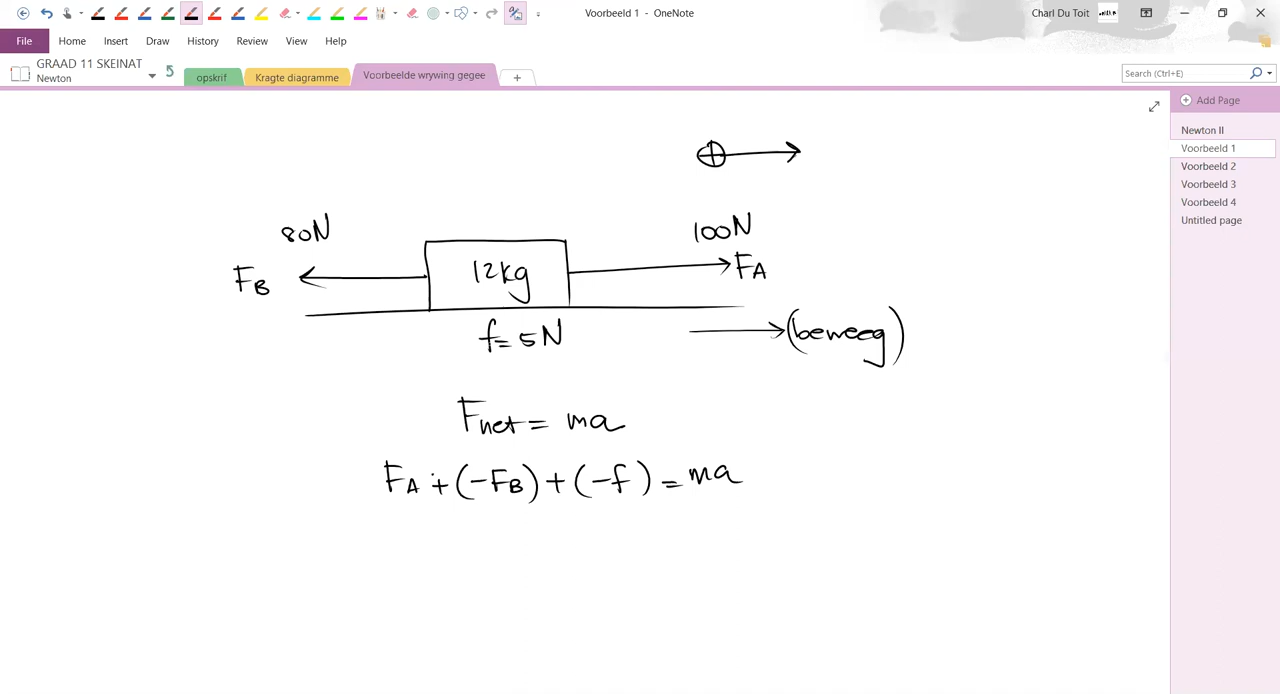 Voorbeeld 1 - OneNote
Charl Du Toit
File Home Insert Draw History Review View Help
GRAAD 11 SKEINAT
Newton
opskrif
Kragte diagramme
Voorbeelde wrywing gegee
+
Search (Ctrl+E)
Add Page
Newton II
Voorbeeld 1
Voorbeeld 2
Voorbeeld 3
Voorbeeld 4
Untitled page
+
80N
100N
FB
12kg
FA
f = 5N
(beweeg)
Fnet = ma
FA + (-FB) + (-f) = ma